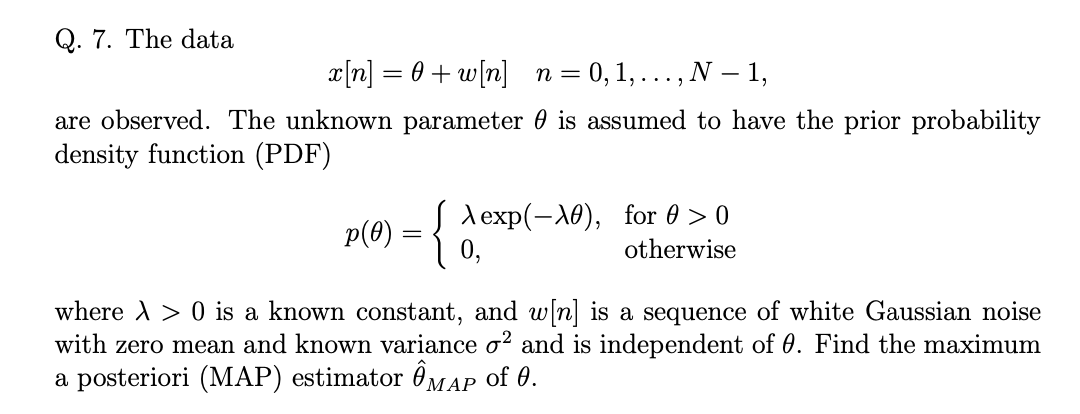 Q. 7. The data
x[n] = θ + w[n]   n = 0, 1, . . . , N − 1,
are observed. The unknown parameter θ is assumed to have the prior probability
density function (PDF)
p(θ) = { λ exp(−λθ),   for θ > 0
0,   otherwise
where λ > 0 is a known constant, and w[n] is a sequence of white Gaussian noise
with zero mean and known variance σ² and is independent of θ. Find the maximum
a posteriori (MAP) estimator θ̂_MAP of θ.